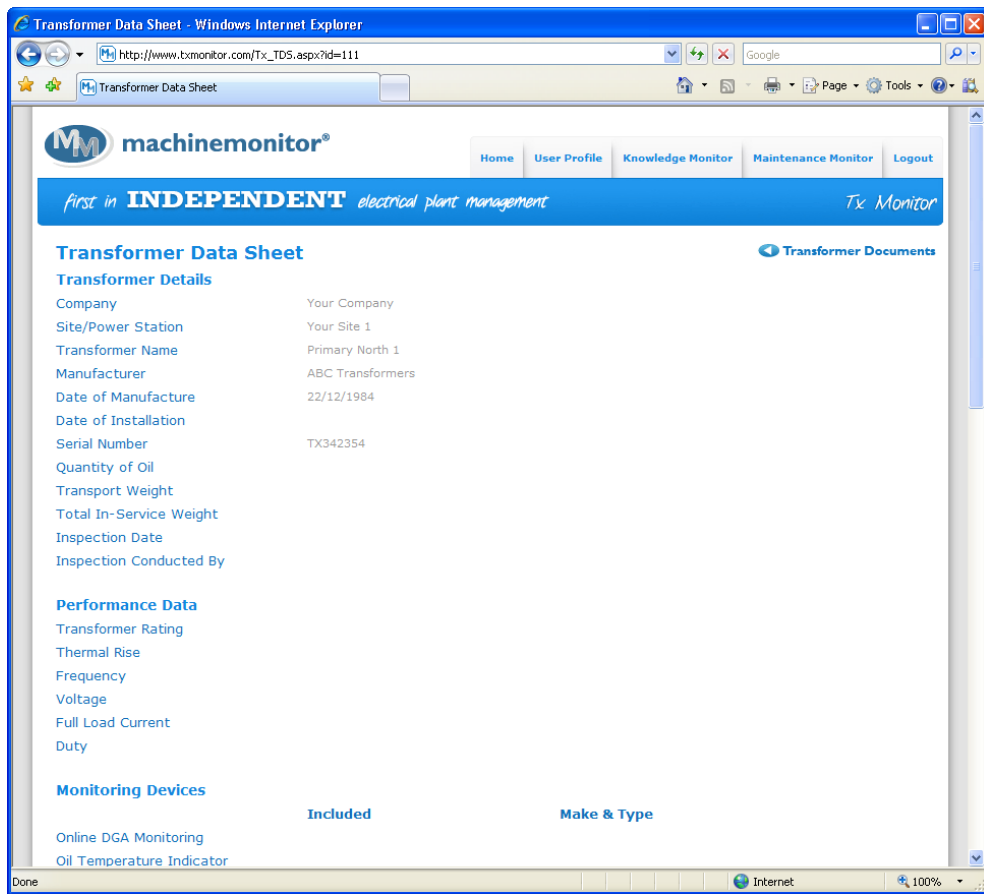 Transformer Data Sheet - Windows Internet Explorer
http://www.txmonitor.com/Tx_TDS.aspx?id=111
Google
Transformer Data Sheet
Page
Tools
MM machinemonitor®
Home User Profile Knowledge Monitor Maintenance Monitor Logout
first in INDEPENDENT electrical plant management
Tx Monitor
Transformer Data Sheet
Transformer Documents
Transformer Details
Company Your Company
Site/Power Station Your Site 1
Transformer Name Primary North 1
Manufacturer ABC Transformers
Date of Manufacture 22/12/1984
Date of Installation
Serial Number TX342354
Quantity of Oil
Transport Weight
Total In-Service Weight
Inspection Date
Inspection Conducted By
Performance Data
Transformer Rating
Thermal Rise
Frequency
Voltage
Full Load Current
Duty
Monitoring Devices
Included Make & Type
Online DGA Monitoring
Oil Temperature Indicator
Done
Internet
100%